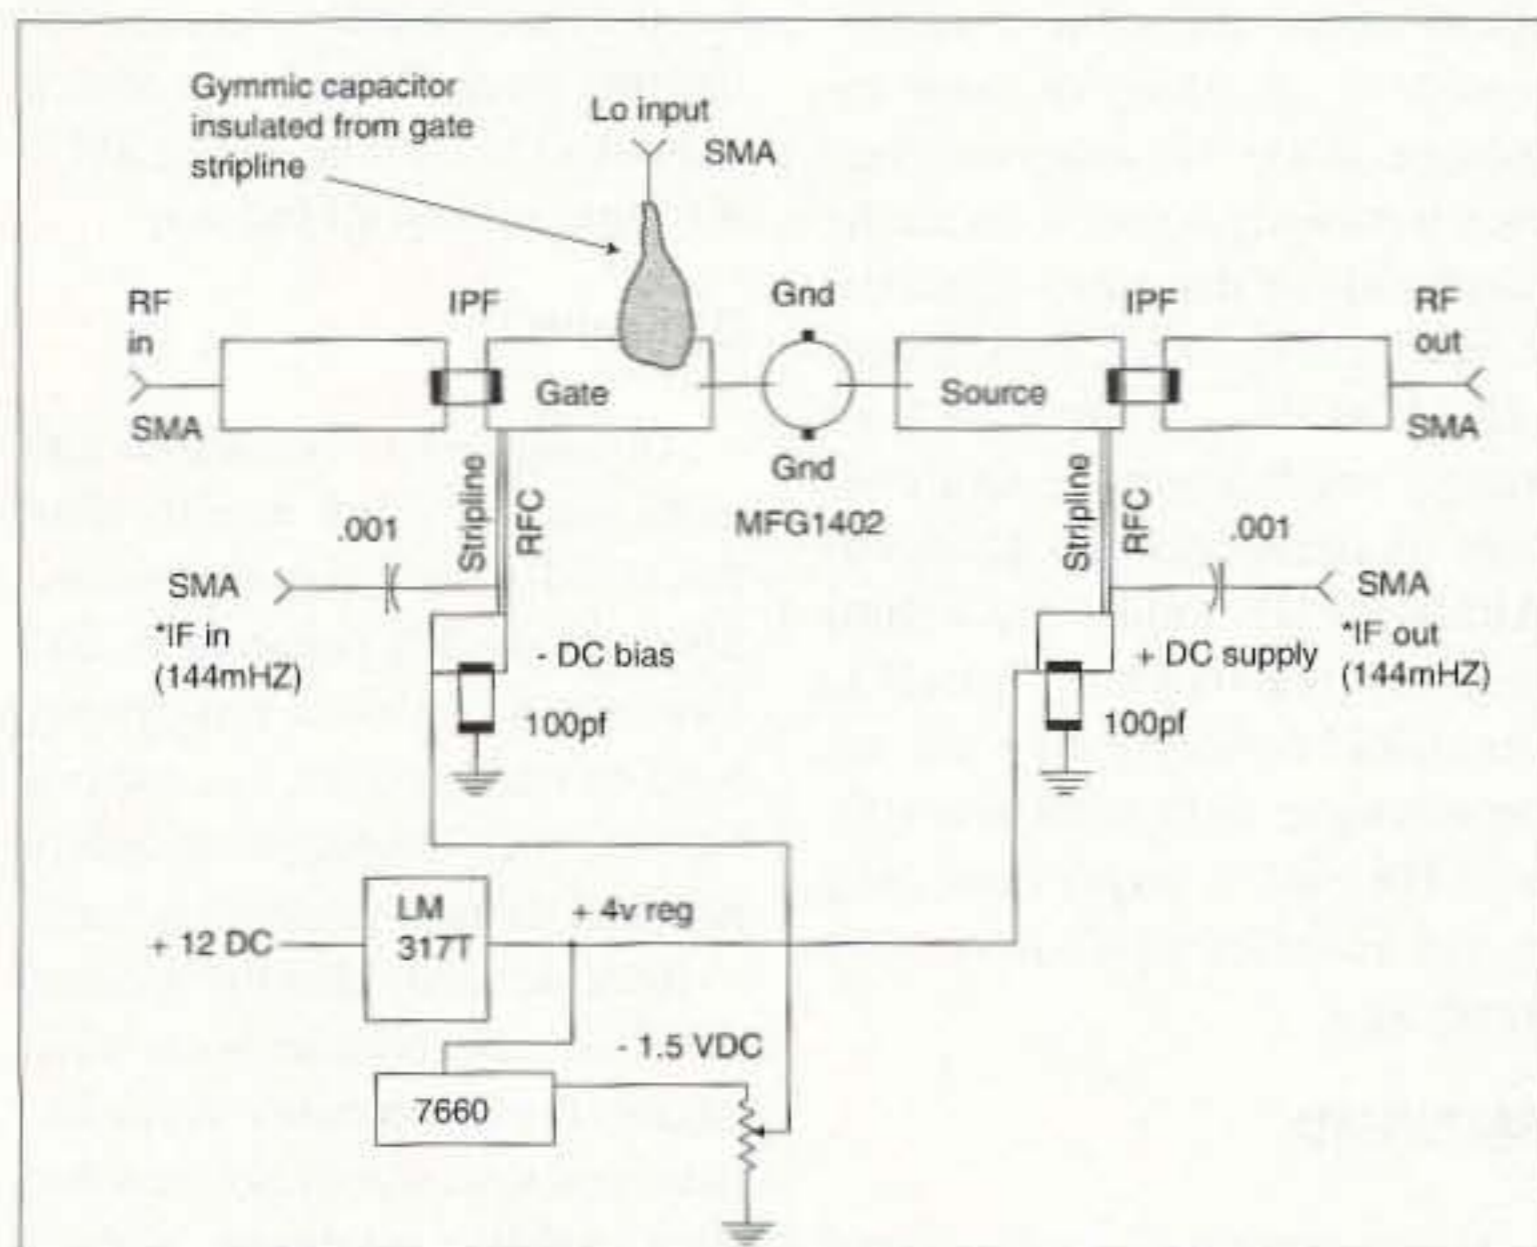 Gymmic capacitor
insulated from gate
stripline
Lo input
SMA
RF
in
IPF
Gnd
IPF
RF
out
Gate
Source
SMA
SMA
Gnd
MFG1402
Stripline
RFC
Stripline
RFC
.001
.001
SMA
*IF in
(144mHZ)
SMA
*IF out
(144mHZ)
- DC bias
+ DC supply
100pf
100pf
LM
317T
+ 4v reg
+ 12 DC
- 1.5 VDC
7660